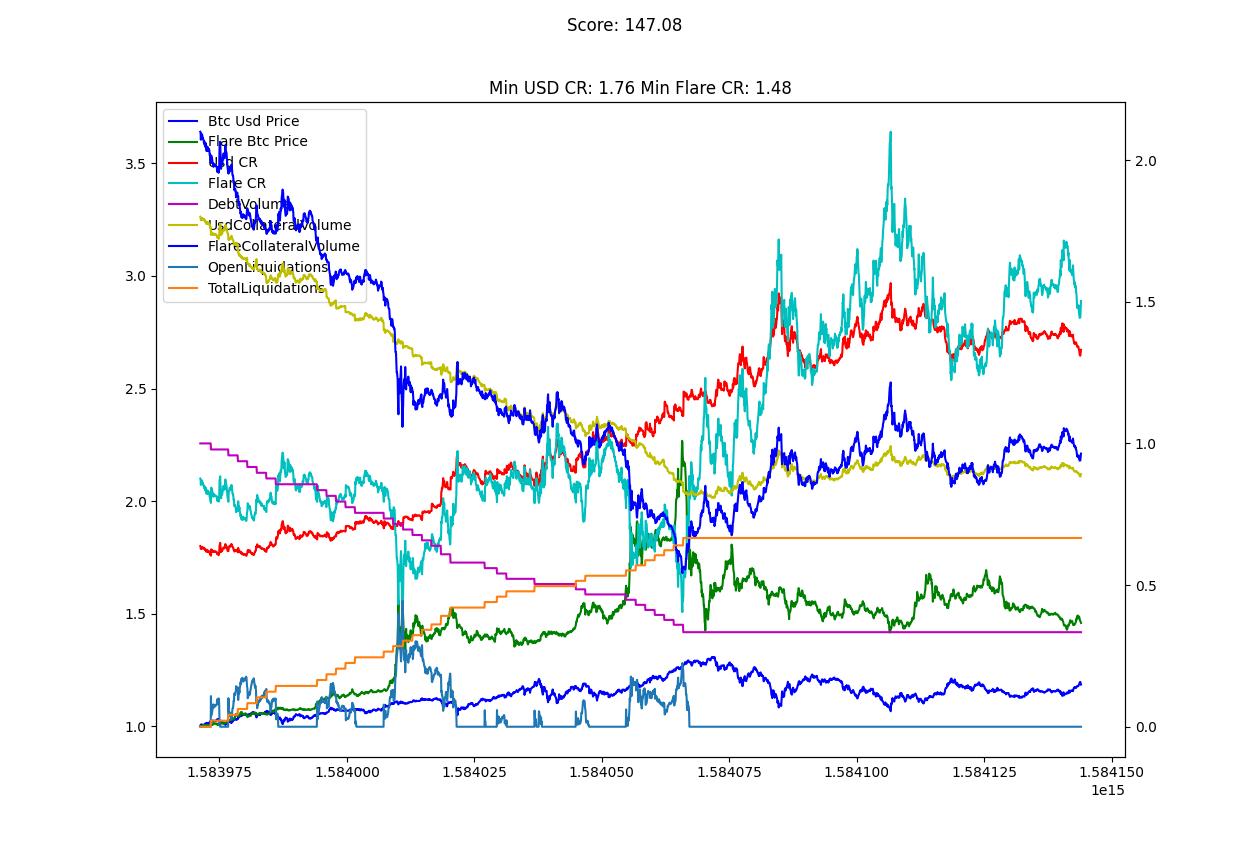 Score: 147.08
Min USD CR: 1.76 Min Flare CR: 1.48
Btc Usd Price
Flare Btc Price
Usd CR
Flare CR
DebtVolume
UsdCollateralVolume
FlareCollateralVolume
OpenLiquidations
TotalLiquidations
3.5
3.0
2.5
2.0
1.5
1.0
2.0
1.5
1.0
0.5
0.0
1.583975 1.584000 1.584025 1.584050 1.584075 1.584100 1.584125 1.584150
1e15